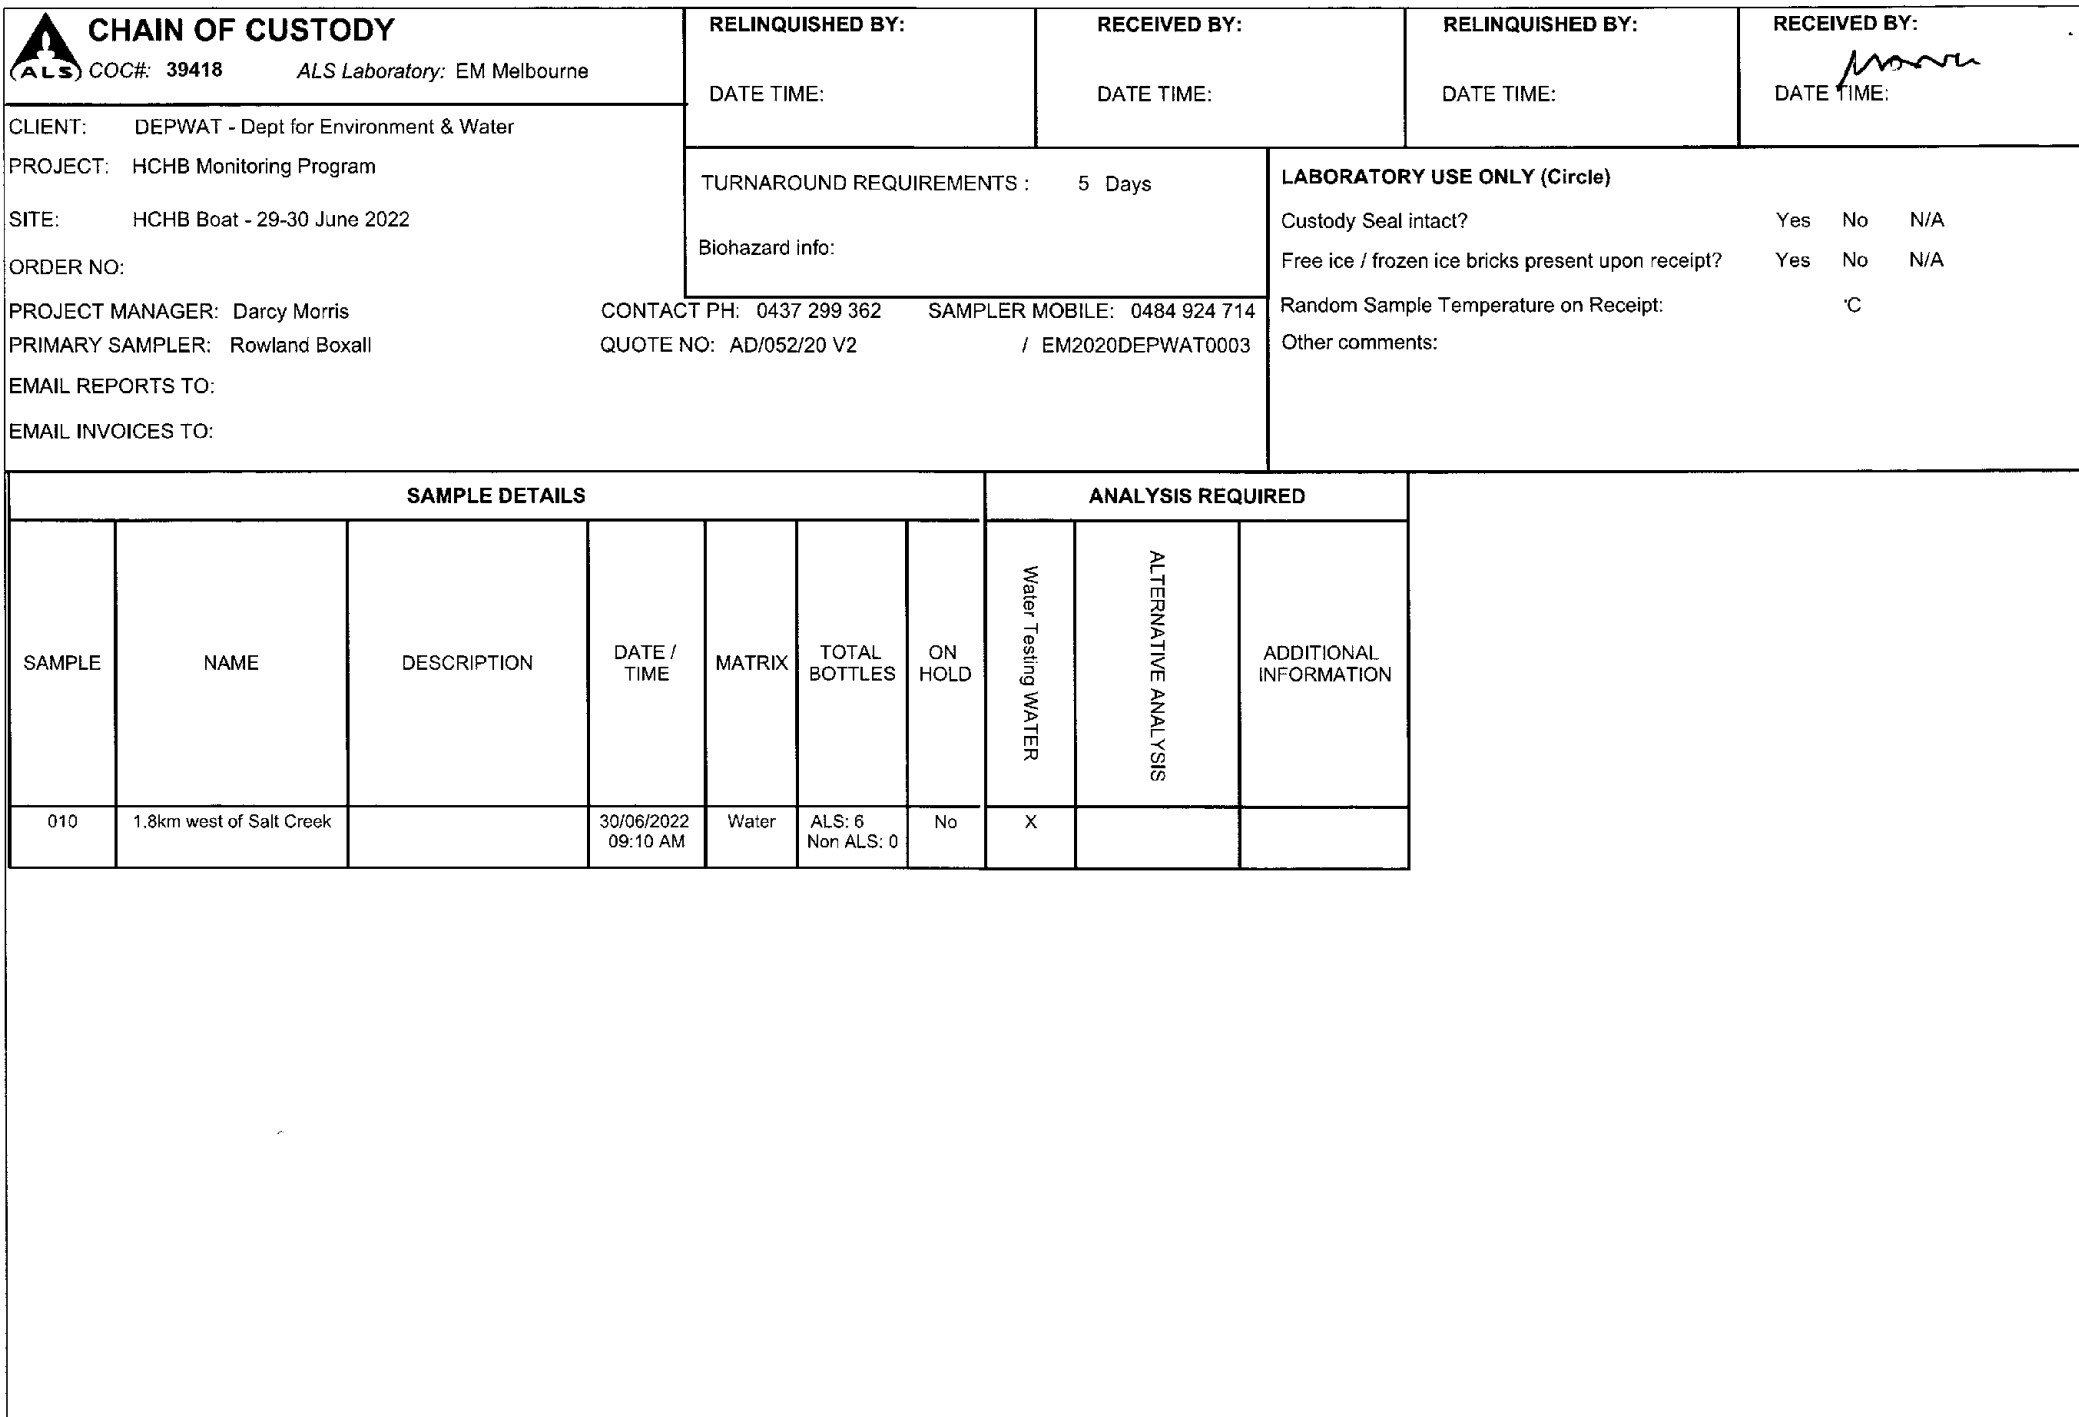 CHAIN OF CUSTODY
ALS
COC#: 39418 ALS Laboratory: EM Melbourne
RELINQUISHED BY:
DATE TIME:
RECEIVED BY:
DATE TIME:
RELINQUISHED BY:
DATE TIME:
RECEIVED BY:
DATE TIME:
CLIENT: DEPWAT - Dept for Environment & Water
PROJECT: HCHB Monitoring Program
SITE: HCHB Boat - 29-30 June 2022
ORDER NO:
TURNAROUND REQUIREMENTS : 5 Days
Biohazard info:
PROJECT MANAGER: Darcy Morris CONTACT PH: 0437 299 362 SAMPLER MOBILE: 0484 924 714
PRIMARY SAMPLER: Rowland Boxall QUOTE NO: AD/052/20 V2 / EM2020DEPWAT0003
EMAIL REPORTS TO:
EMAIL INVOICES TO:
LABORATORY USE ONLY (Circle)
Custody Seal intact? Yes No N/A
Free ice / frozen ice bricks present upon receipt? Yes No N/A
Random Sample Temperature on Receipt: °C
Other comments:
SAMPLE DETAILS
ANALYSIS REQUIRED
SAMPLE
NAME
DESCRIPTION
DATE /
TIME
MATRIX
TOTAL
BOTTLES
ON
HOLD
Water Testing WATER
ALTERNATIVE ANALYSIS
ADDITIONAL
INFORMATION
010 1.8km west of Salt Creek 30/06/2022 Water ALS: 6 No X
09:10 AM Non ALS: 0